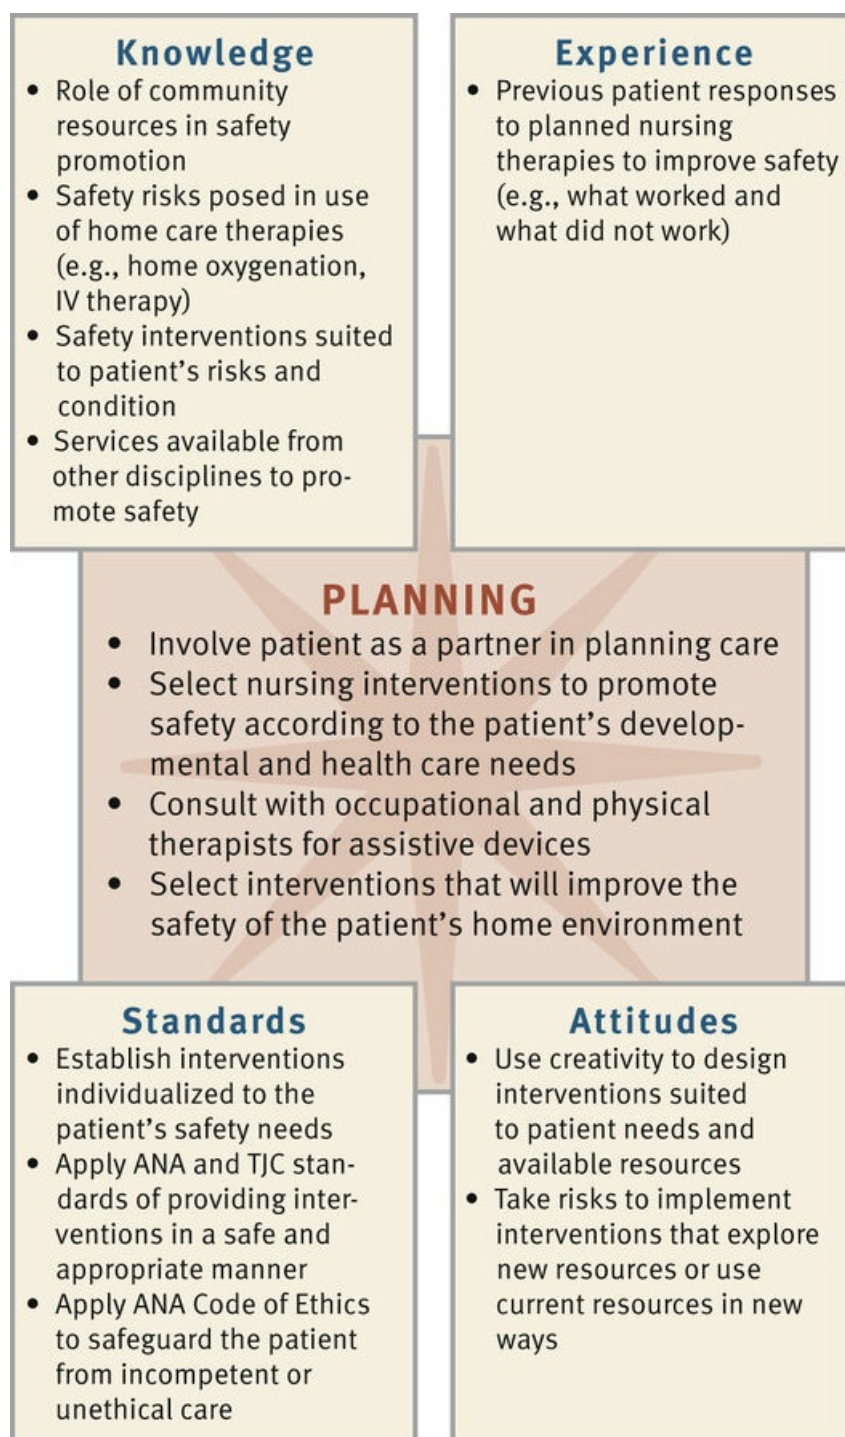 Knowledge
• Role of community
resources in safety
promotion
• Safety risks posed in use
of home care therapies
(e.g., home oxygenation,
IV therapy)
• Safety interventions suited
to patient’s risks and
condition
• Services available from
other disciplines to pro-
mote safety
Experience
• Previous patient responses
to planned nursing
therapies to improve safety
(e.g., what worked and
what did not work)
PLANNING
• Involve patient as a partner in planning care
• Select nursing interventions to promote
safety according to the patient’s develop-
mental and health care needs
• Consult with occupational and physical
therapists for assistive devices
• Select interventions that will improve the
safety of the patient’s home environment
Standards
• Establish interventions
individualized to the
patient’s safety needs
• Apply ANA and TJC stan-
dards of providing inter-
ventions in a safe and
appropriate manner
• Apply ANA Code of Ethics
to safeguard the patient
from incompetent or
unethical care
Attitudes
• Use creativity to design
interventions suited
to patient needs and
available resources
• Take risks to implement
interventions that explore
new resources or use
current resources in new
ways